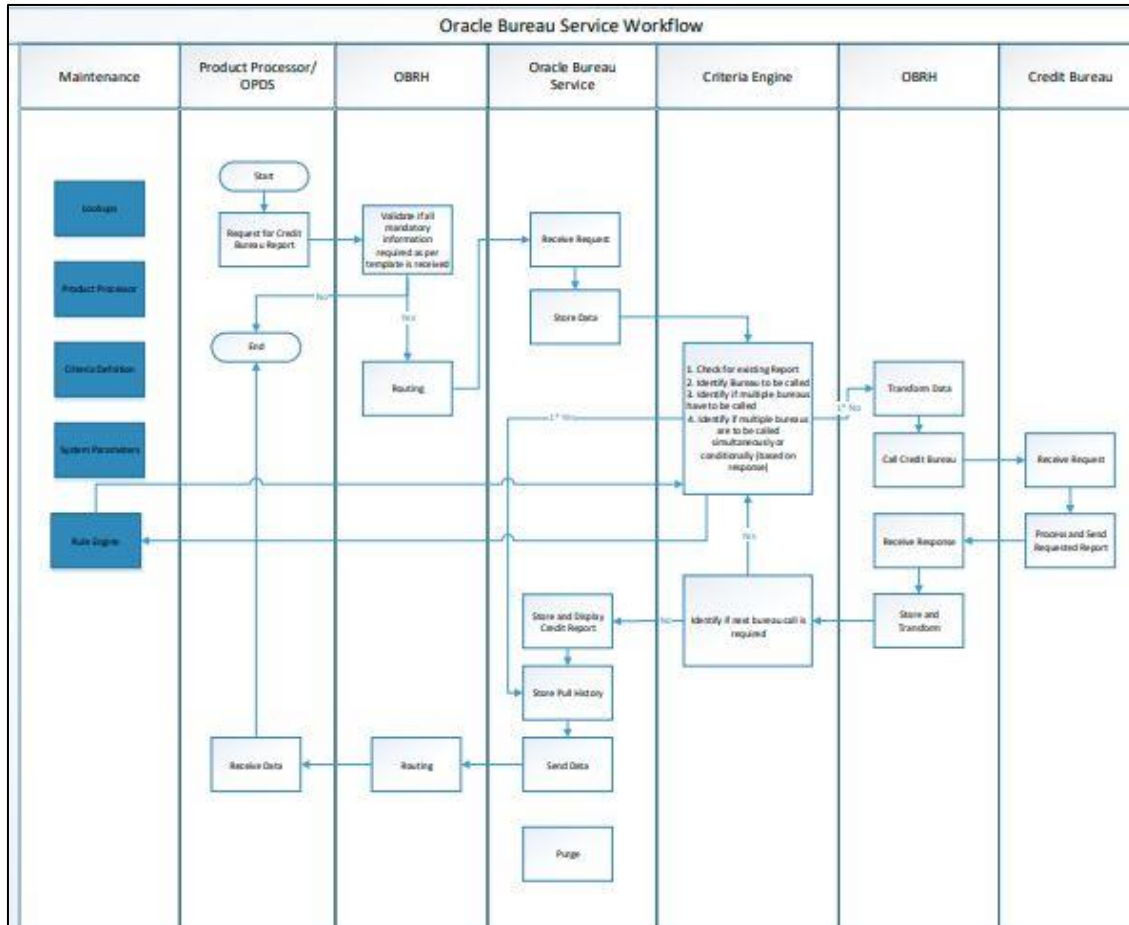 Oracle Bureau Service Workflow
Maintenance
Product Processor/
OPDS
OBRH
Oracle Bureau
Service
Criteria Engine
OBRH
Credit Bureau
Lookups
Product Processor
Criteria Definition
System Parameters
Rule Engine
Start
Request for Credit
Bureau Report
End
Receive Data
Validate if all
mandatory
information
required as per
template is received
No
Yes
Routing
Routing
Receive Request
Store Data
1* Yes
Store and Display
Credit Report
Store Pull History
Send Data
Purge
1. Check for existing Report
2. Identify Bureau to be called
3. Identify if multiple bureaus
have to be called
4. Identify if multiple bureaus
are to be called
simultaneously or
conditionally (based on
response)
Yes
Identify if next bureau call is
required
No
1* No
Transform Data
Call Credit Bureau
Receive Response
Store and
Transform
Receive Request
Process and Send
Requested Report